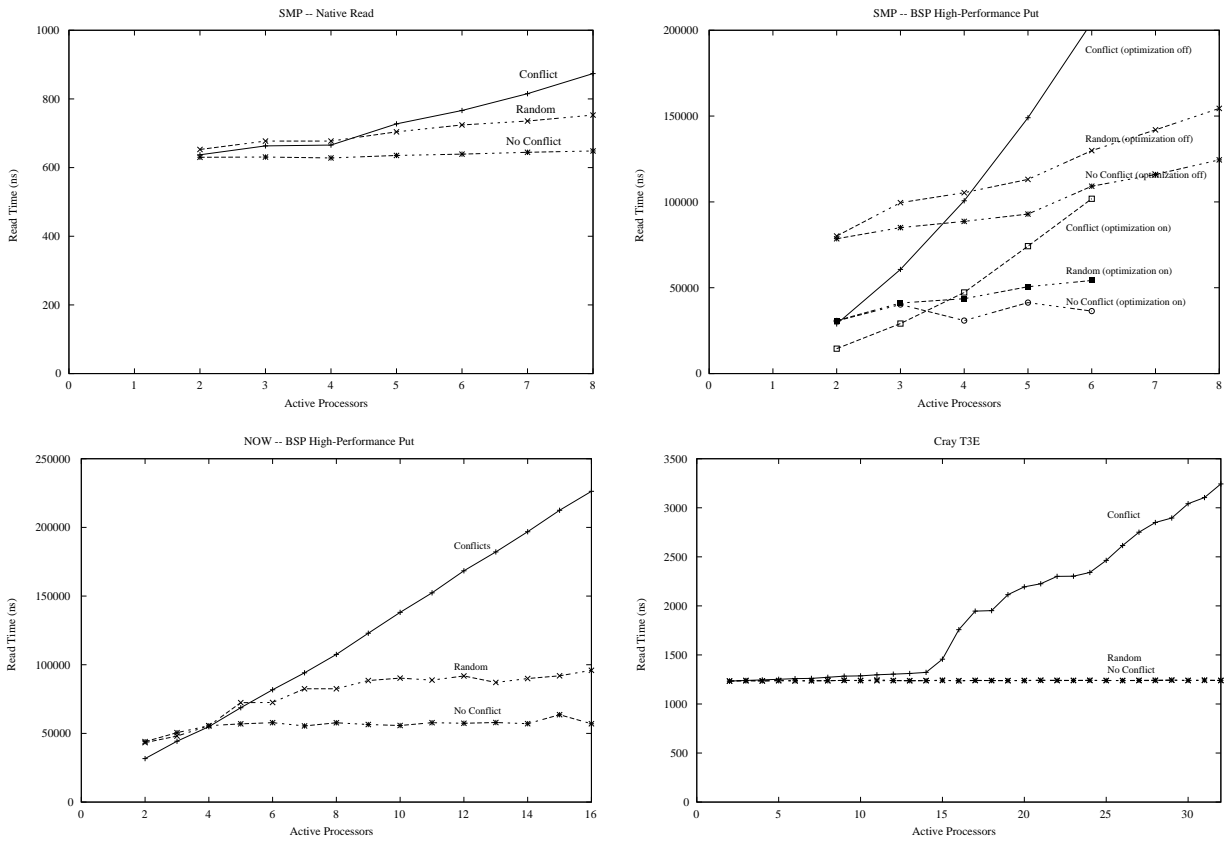 SMP -- Native Read
1000
800
600
400
200
0
Read Time (ns)
Conflict
Random
No Conflict
0 1 2 3 4 5 6 7 8
Active Processors
SMP -- BSP High-Performance Put
200000
150000
100000
50000
0
Read Time (ns)
Conflict (optimization off)
Random (optimization off)
No Conflict (optimization off)
Conflict (optimization on)
Random (optimization on)
No Conflict (optimization on)
0 1 2 3 4 5 6 7 8
Active Processors
NOW -- BSP High-Performance Put
250000
200000
150000
100000
50000
0
Read Time (ns)
Conflicts
Random
No Conflict
0 2 4 6 8 10 12 14 16
Active Processors
Cray T3E
3500
3000
2500
2000
1500
1000
500
0
Read Time (ns)
Conflict
Random
No Conflict
0 5 10 15 20 25 30
Active Processors